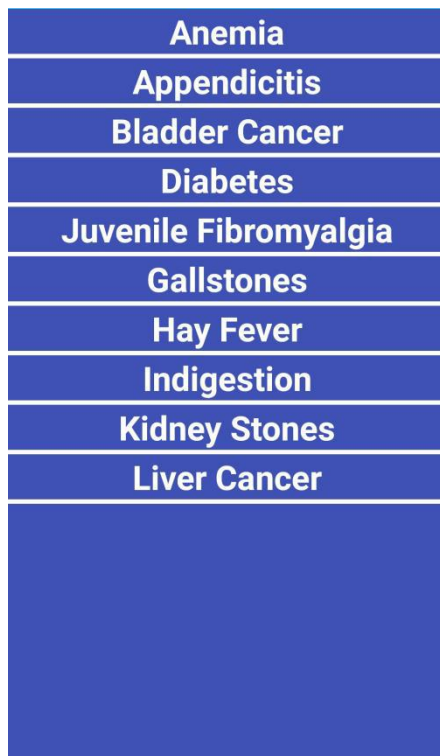 Anemia
Appendicitis
Bladder Cancer
Diabetes
Juvenile Fibromyalgia
Gallstones
Hay Fever
Indigestion
Kidney Stones
Liver Cancer